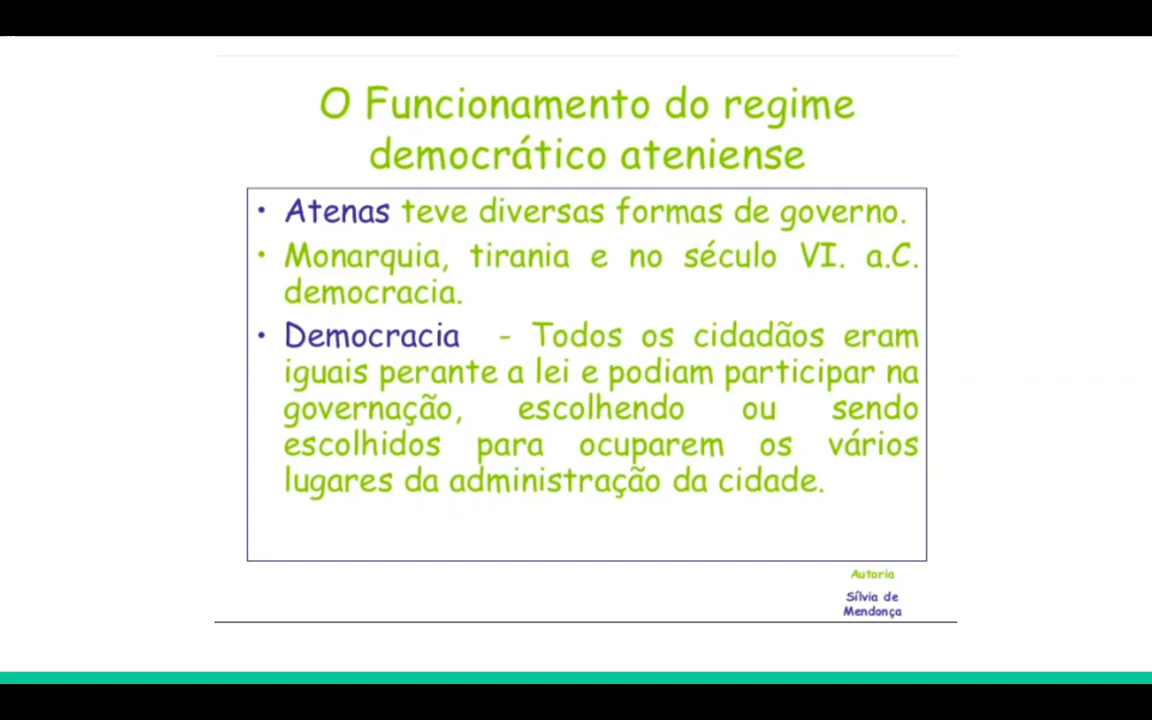 O Funcionamento do regime
democrático ateniense
• Atenas teve diversas formas de governo.
• Monarquia, tirania e no século VI. a.C.
democracia.
• Democracia - Todos os cidadãos eram
iguais perante a lei e podiam participar na
governação, escolhendo ou sendo
escolhidos para ocuparem os vários
lugares da administração da cidade.
Autoria
Sílvia de
Mendonça